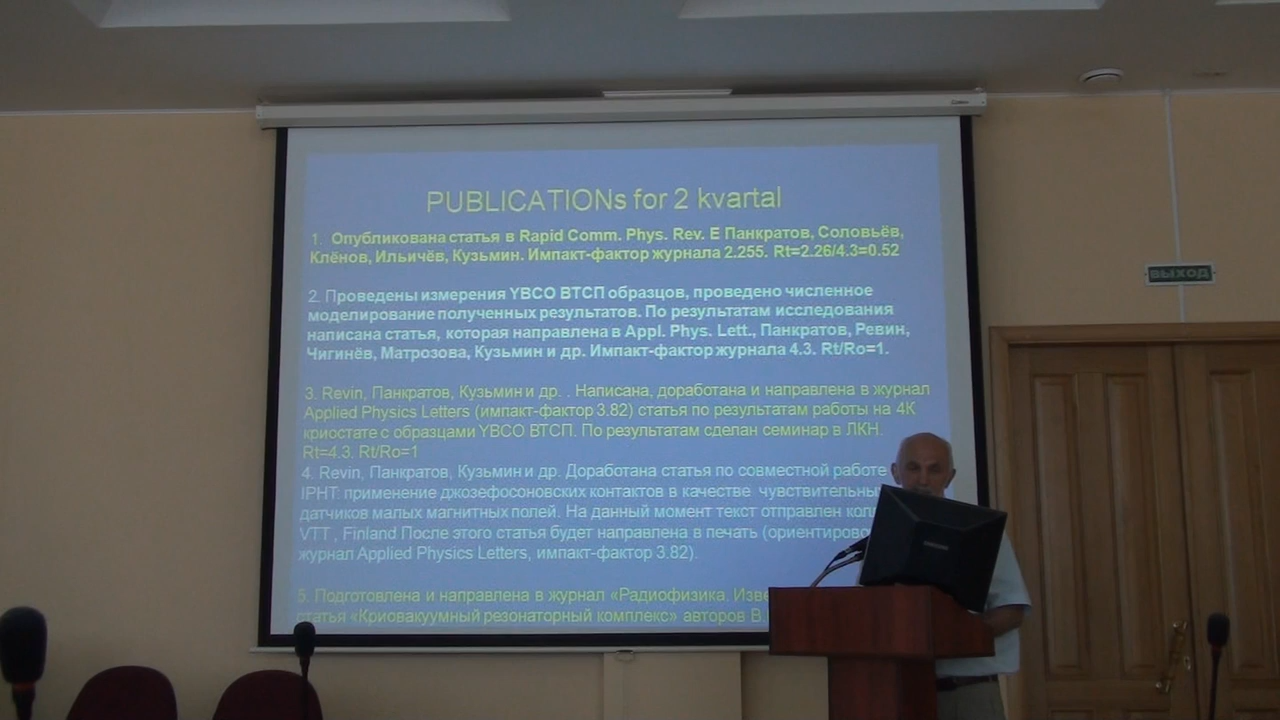 PUBLICATIONs for 2 kvartal
1. Опубликована статья в Rapid Comm. Phys. Rev. E Панкратов, Соловьёв,
Клёнов, Ильичёв, Кузьмин. Импакт-фактор журнала 2.255. Rt=2.26/4.3=0.52
2. Проведены измерения YBCO ВТСП образцов, проведено численное
моделирование полученных результатов. По результатам исследования
написана статья, которая направлена в Appl. Phys. Lett., Панкратов, Ревин,
Чигинёв, Матрозова, Кузьмин и др. Импакт-фактор журнала 4.3. Rt/Ro=1.
ВЫХОД
3. Revin, Панкратов, Кузьмин и др. . Написана, доработана и направлена в журнал
Applied Physics Letters (импакт-фактор 3.82) статья по результатам работы на 4К
криостате с образцами YBCO ВТСП. По результатам сделан семинар в ЛКН.
Rt=4.3. Rt/Ro=1
4. Revin, Панкратов, Кузьмин и др. Доработана статья по совместной работе
IPHT: применение джозефсоновских контактов в качестве чувствительны
датчиков малых магнитных полей. На данный момент текст отправлен кол
VTT , Finland После этого статья будет направлена в печать (ориентирово
журнал Applied Physics Letters, импакт-фактор 3.82).
5. Подготовлена и направлена в журнал «Радиофизика. Изве
татья «Криовакуумный резонаторный комплекс» авторов В.